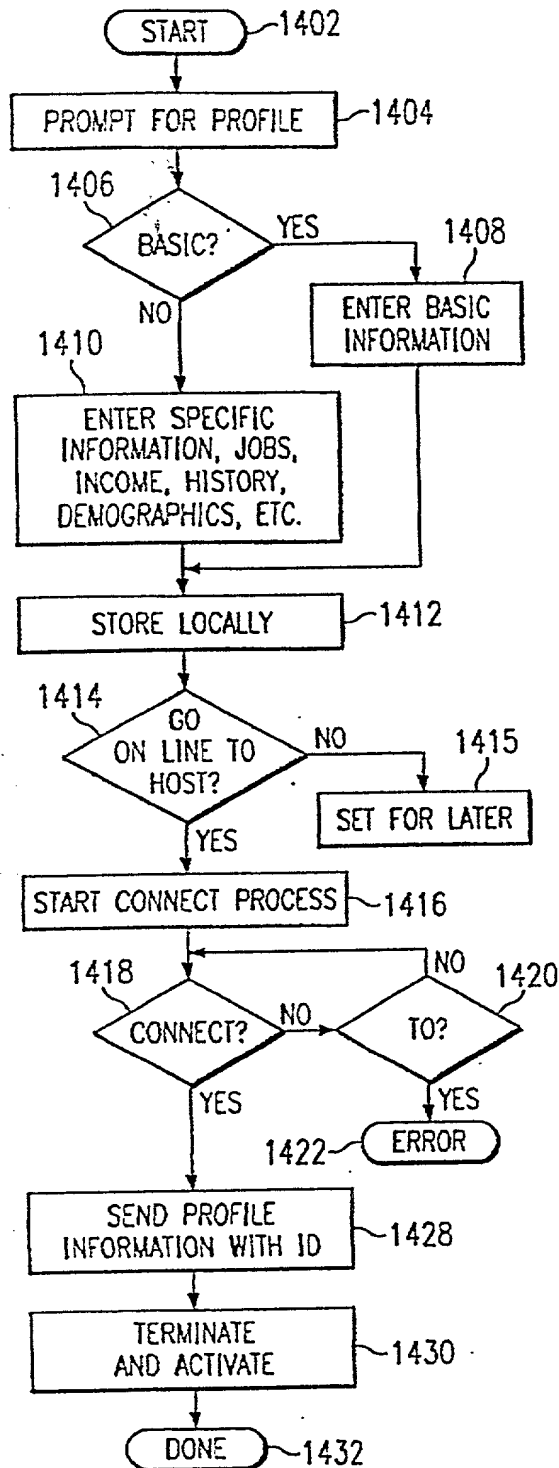 START
1402
PROMPT FOR PROFILE
1404
1406
BASIC?
YES
NO
1408
ENTER BASIC
INFORMATION
1410
ENTER SPECIFIC
INFORMATION, JOBS,
INCOME, HISTORY,
DEMOGRAPHICS, ETC.
STORE LOCALLY
1412
1414
GO
ON LINE TO
HOST?
NO
YES
1415
SET FOR LATER
START CONNECT PROCESS
1416
1418
CONNECT?
NO
YES
NO
1420
TO?
YES
1422
ERROR
SEND PROFILE
INFORMATION WITH ID
1428
TERMINATE
AND ACTIVATE
1430
DONE
1432